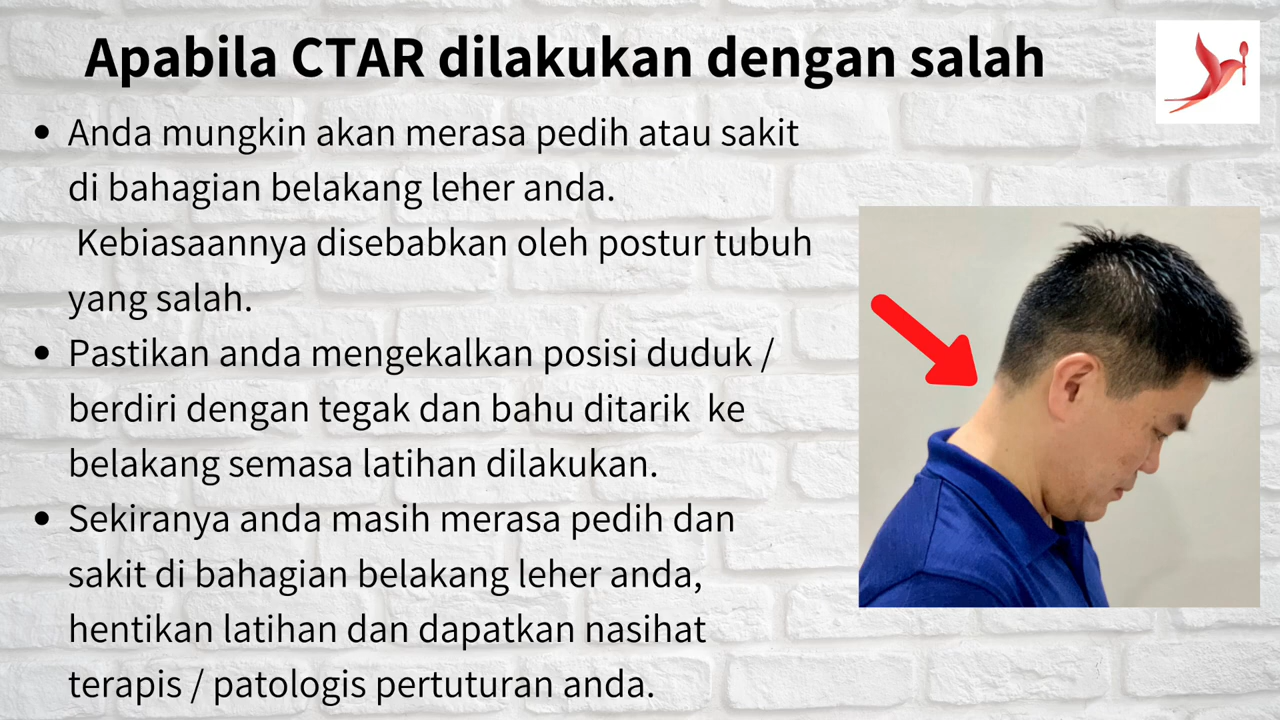 Apabila CTAR dilakukan dengan salah
• Anda mungkin akan merasa pedih atau sakit
di bahagian belakang leher anda.
Kebiasaannya disebabkan oleh postur tubuh
yang salah.
• Pastikan anda mengekalkan posisi duduk /
berdiri dengan tegak dan bahu ditarik  ke
belakang semasa latihan dilakukan.
• Sekiranya anda masih merasa pedih dan
sakit di bahagian belakang leher anda,
hentikan latihan dan dapatkan nasihat
terapis / patologis pertuturan anda.